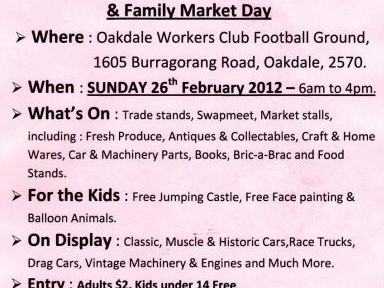 & Family Market Day
➢ Where : Oakdale Workers Club Football Ground,
1605 Burragorang Road, Oakdale, 2570.
➢ When : SUNDAY 26th February 2012 – 6am to 4pm.
➢ What's On : Trade stands, Swapmeet, Market stalls,
including : Fresh Produce, Antiques & Collectables, Craft & Home
Wares, Car & Machinery Parts, Books, Bric-a-Brac and Food
Stands.
➢ For the Kids : Free Jumping Castle, Free Face painting &
Balloon Animals.
➢ On Display : Classic, Muscle & Historic Cars,Race Trucks,
Drag Cars, Vintage Machinery & Engines and Much More.
➢ Entry : Adults $2, Kids under 14 Free